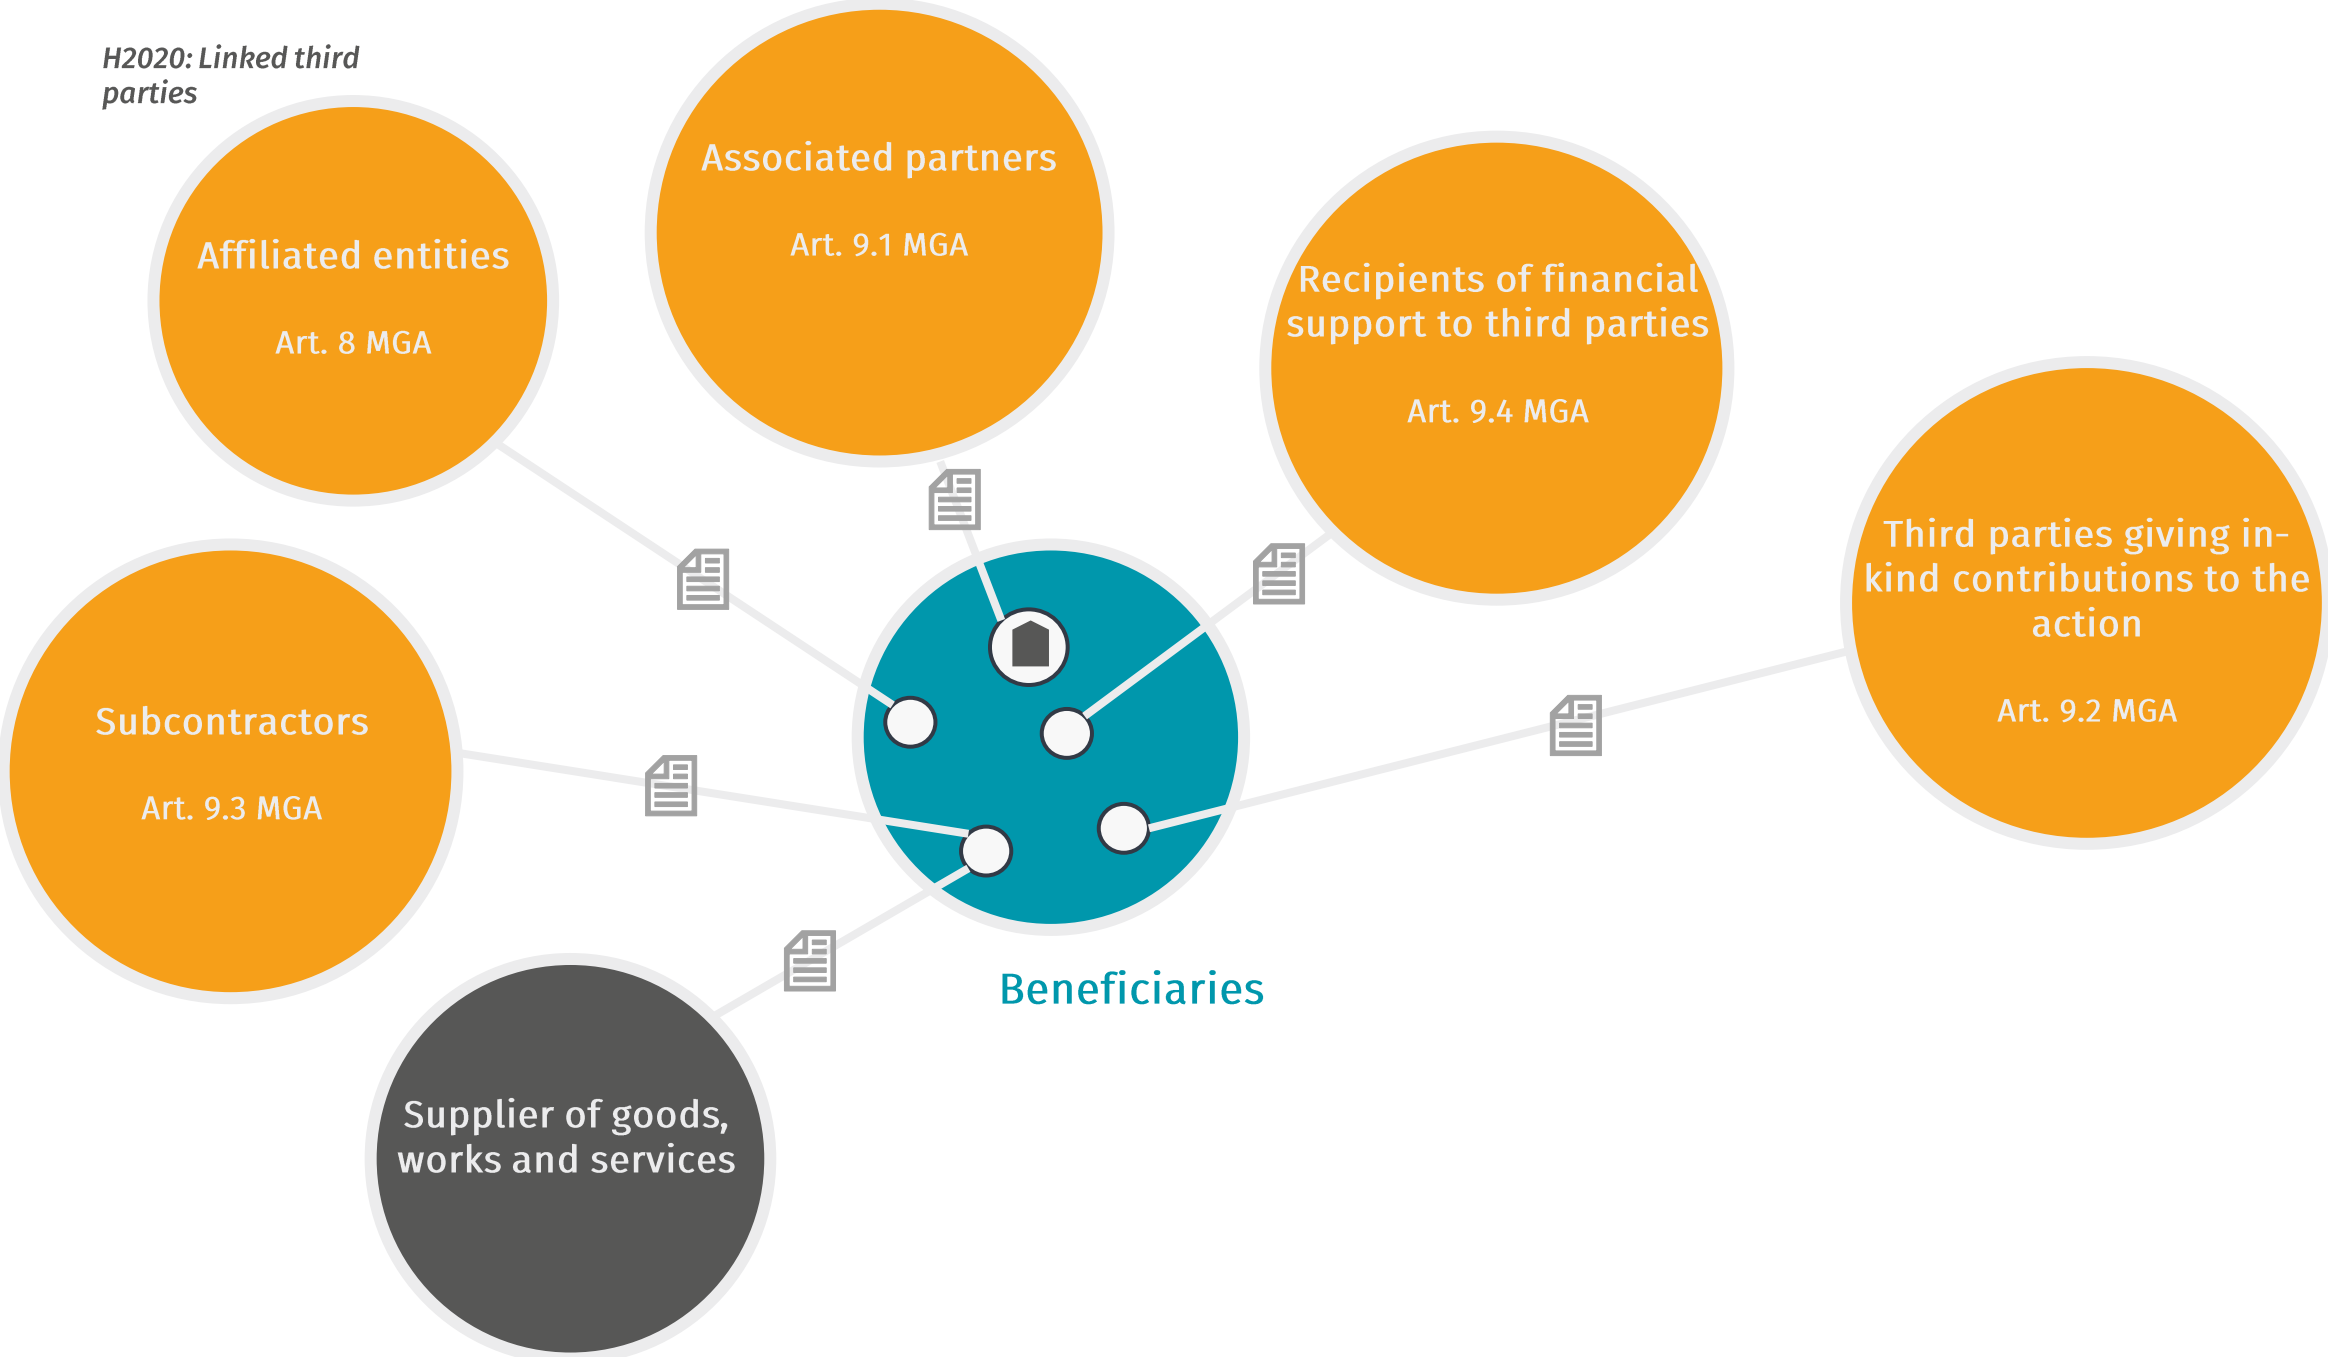 H2020: Linked third
parties
Associated partners
Art. 9.1 MGA
Affiliated entities
Art. 8 MGA
Recipients of financial
support to third parties
Art. 9.4 MGA
Third parties giving in-
kind contributions to the
action
Art. 9.2 MGA
Subcontractors
Art. 9.3 MGA
Beneficiaries
Supplier of goods,
works and services